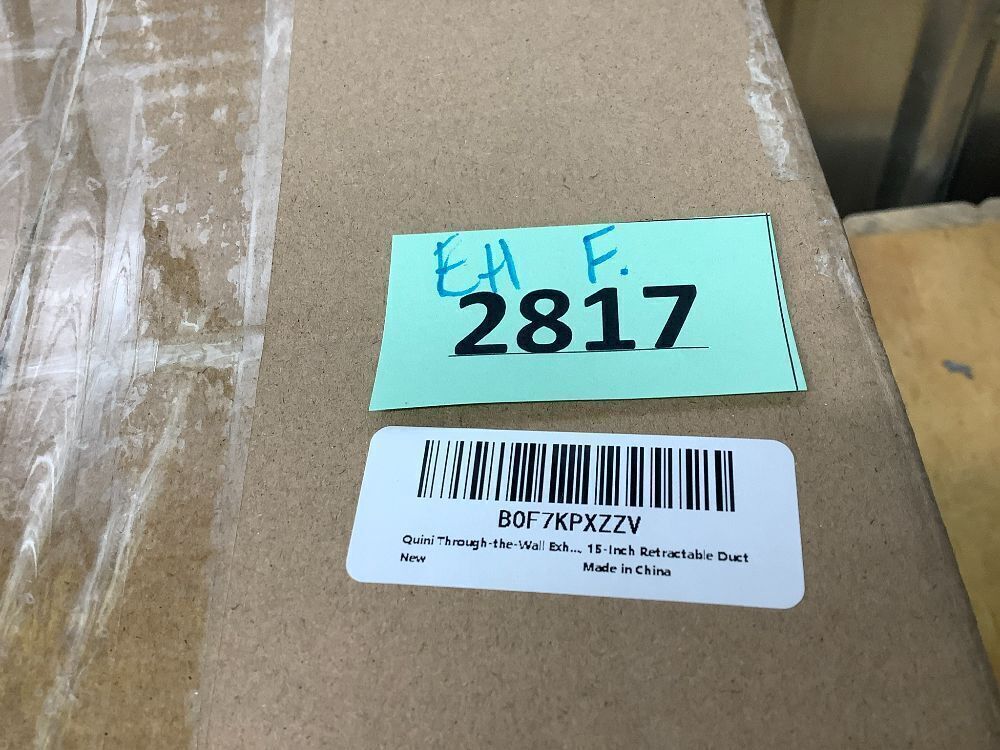 EH F.
2817
B0F7KPXZZV
Quini Through-the-Wall Exh..., 15-Inch Retractable Duct
New
Made in China